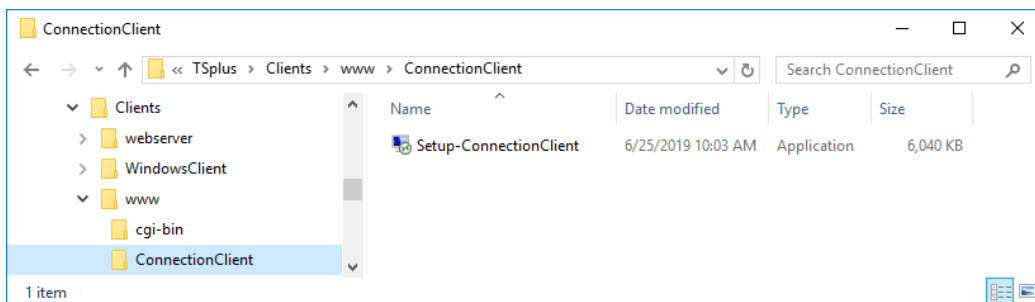 ConnectionClient
« TSplus > Clients > www > ConnectionClient
Search ConnectionClient
Clients
webserver
WindowsClient
www
cgi-bin
ConnectionClient
Name Date modified Type Size
Setup-ConnectionClient 6/25/2019 10:03 AM Application 6,040 KB
1 item